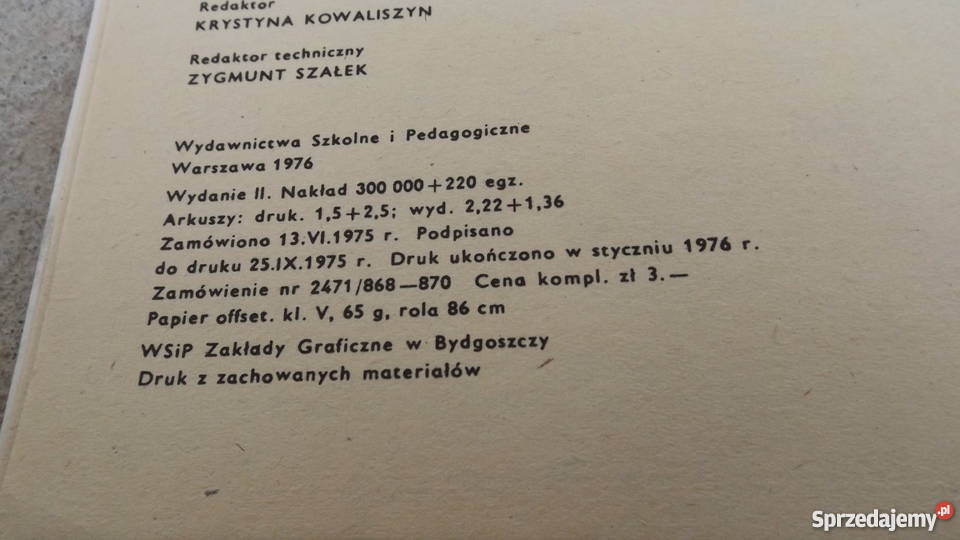 Redaktor
KRYSTYNA KOWALISZYN
Redaktor techniczny
ZYGMUNT SZAŁEK
Wydawnictwa Szkolne i Pedagogiczne
Warszawa 1976
Wydanie II. Nakład 300 000+220 egz.
Arkuszy: druk. 1,5+2,5; wyd. 2,22+1,36
Zamówiono 13.VI.1975 r. Podpisano
do druku 25.IX.1975 r. Druk ukończono w styczniu 1976 r.
Zamówienie nr 2471/868—870 Cena kompl. zł 3.—
Papier offset. kl. V, 65 g, rola 86 cm
WSiP Zakłady Graficzne w Bydgoszczy
Druk z zachowanych materiałów
Sprzedajemy.pl